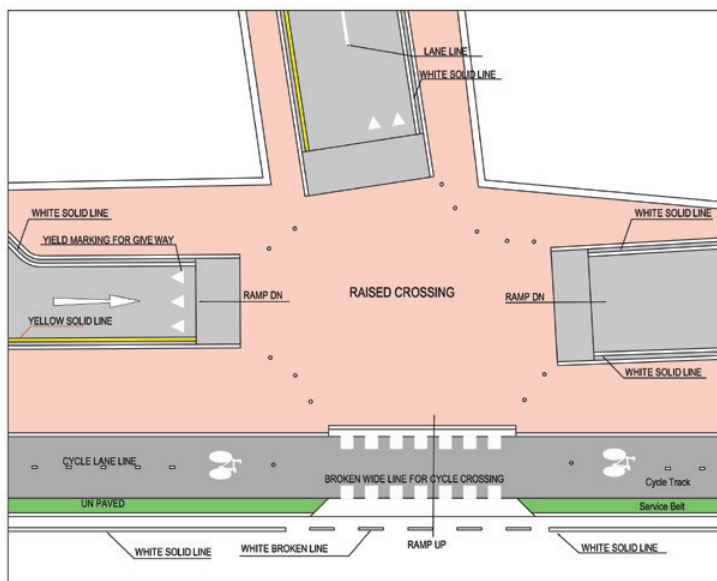 LANE LINE
WHITE SOLID LINE
WHITE SOLID LINE
WHITE SOLID LINE
YIELD MARKING FOR GIVE WAY
RAMP DN
RAISED CROSSING
RAMP DN
YELLOW SOLID LINE
WHITE SOLID LINE
CYCLE LANE LINE
BROKEN WIDE LINE FOR CYCLE CROSSING
Cycle Track
UN PAVED
Service Belt
WHITE SOLID LINE
WHITE BROKEN LINE
RAMP UP
WHITE SOLID LINE